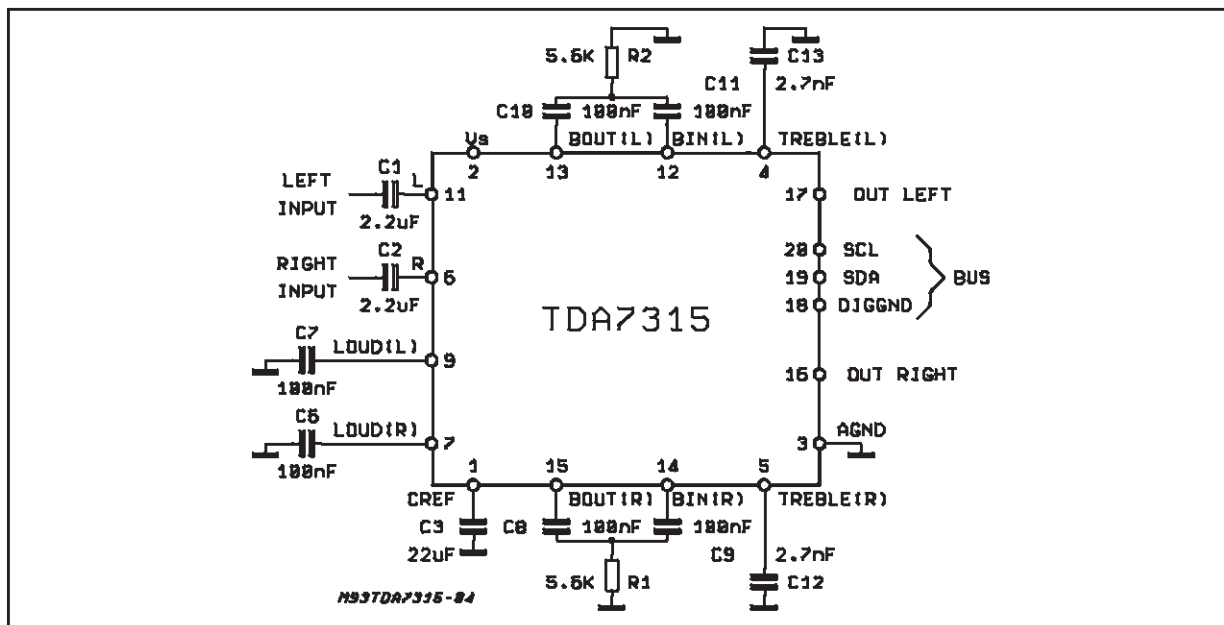 5.6K R2
C13
C11 2.7nF
C10 100nF 100nF
Vs BOUT(L) BIN(L) TREBLE(L)
2 13 12 4
C1 L
LEFT INPUT
11
2.2uF
17 OUT LEFT
C2 R
RIGHT INPUT
6
2.2uF
20 SCL
19 SDA
18 DIGGND
BUS
TDA7315
C7 LOUD(L)
9
100nF
16 OUT RIGHT
C6 LOUD(R)
7
100nF
3 AGND
1 15 14 5
CREF BOUT(R) BIN(R) TREBLE(R)
C3 C8 100nF 100nF
22uF C9 2.7nF
5.6K R1 C12
M93TDA7315-04